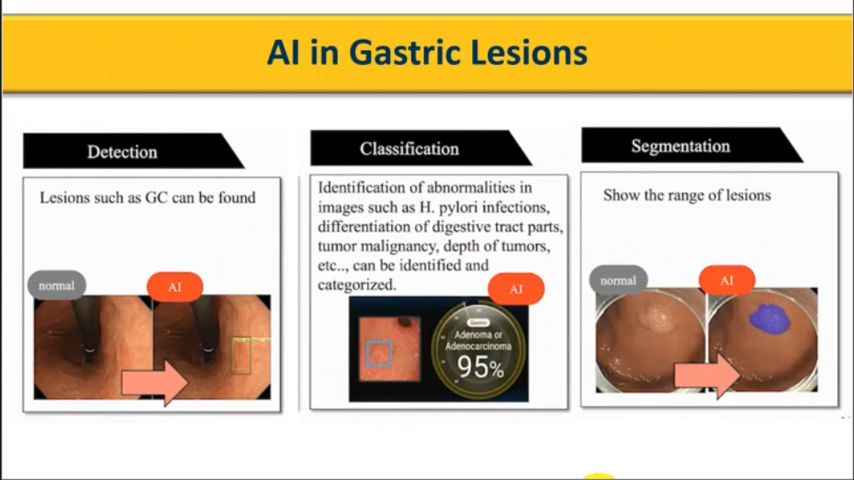 AI in Gastric Lesions
Detection
Lesions such as GC can be found
normal
AI
Classification
Identification of abnormalities in
images such as H. pylori infections,
differentiation of digestive tract parts,
tumor malignancy, depth of tumors,
etc.., can be identified and
categorized.
AI
Gastric
Adenoma or
Adenocarcinoma
95%
Segmentation
Show the range of lesions
normal
AI